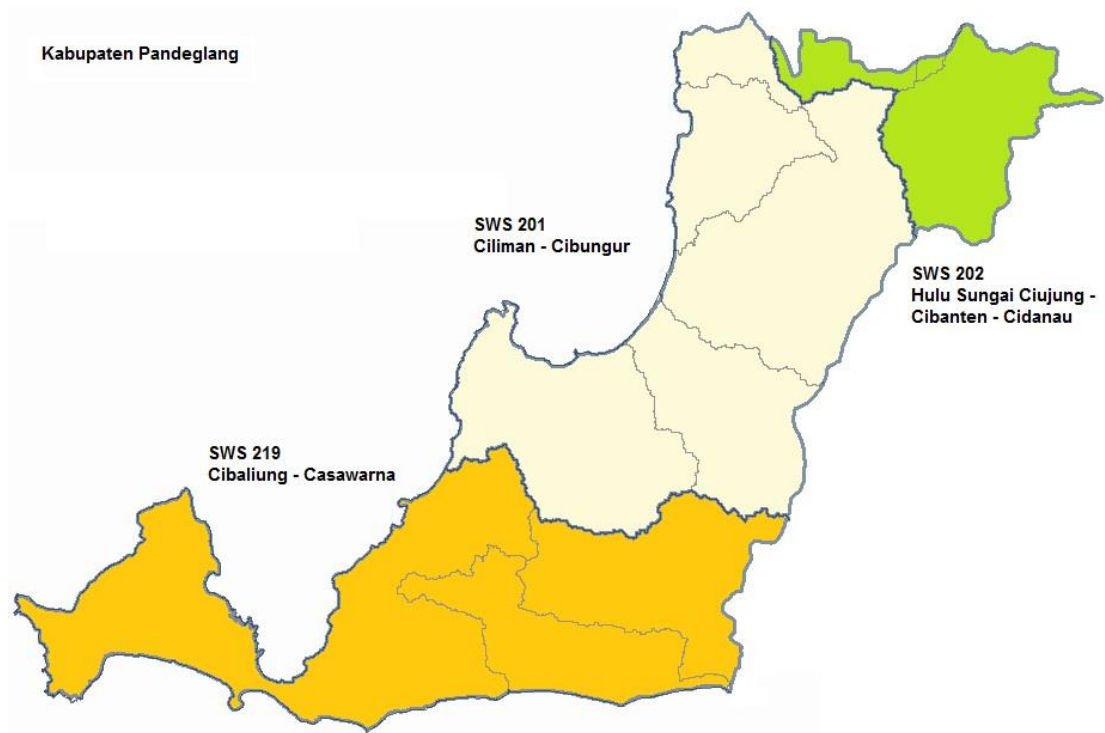 Kabupaten Pandeglang
SWS 201
Ciliman - Cibungur
SWS 202
Hulu Sungai Ciujung -
Cibanten - Cidanau
SWS 219
Cibaliung - Casawarna